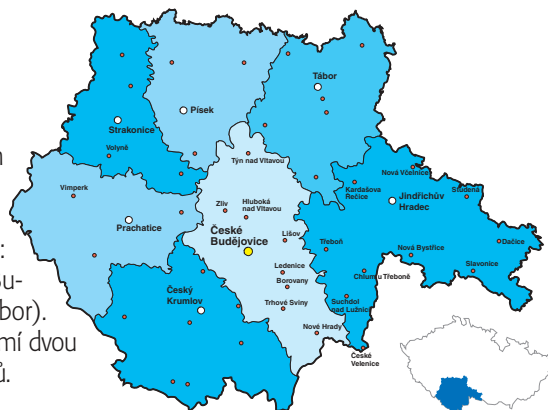 Tábor
Písek
Strakonice
Volyně
Týn nad Vltavou
Nová Včelnice
Kardašova
Řečice
Studená
Vimperk
Jindřichův
Hradec
Zliv
Hluboká
nad Vltavou
Prachatice
České
Budějovice
Lišov
Třeboň
Dačice
Nová Bystřice
Ledenice
Slavonice
Borovany
Chlum u Třeboně
Český
Krumlov
Suchdol
nad Lužnicí
Trhové Sviny
Nové Hrady
České
Velenice
:
u-
bor).
mí dvou
ů.